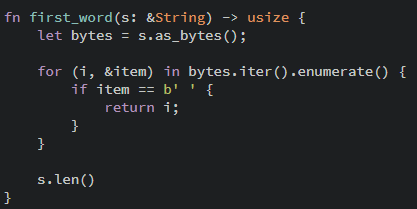 fn first_word(s: &String) -> usize {
    let bytes = s.as_bytes();

    for (i, &item) in bytes.iter().enumerate() {
        if item == b' ' {
            return i;
        }
    }

    s.len()
}